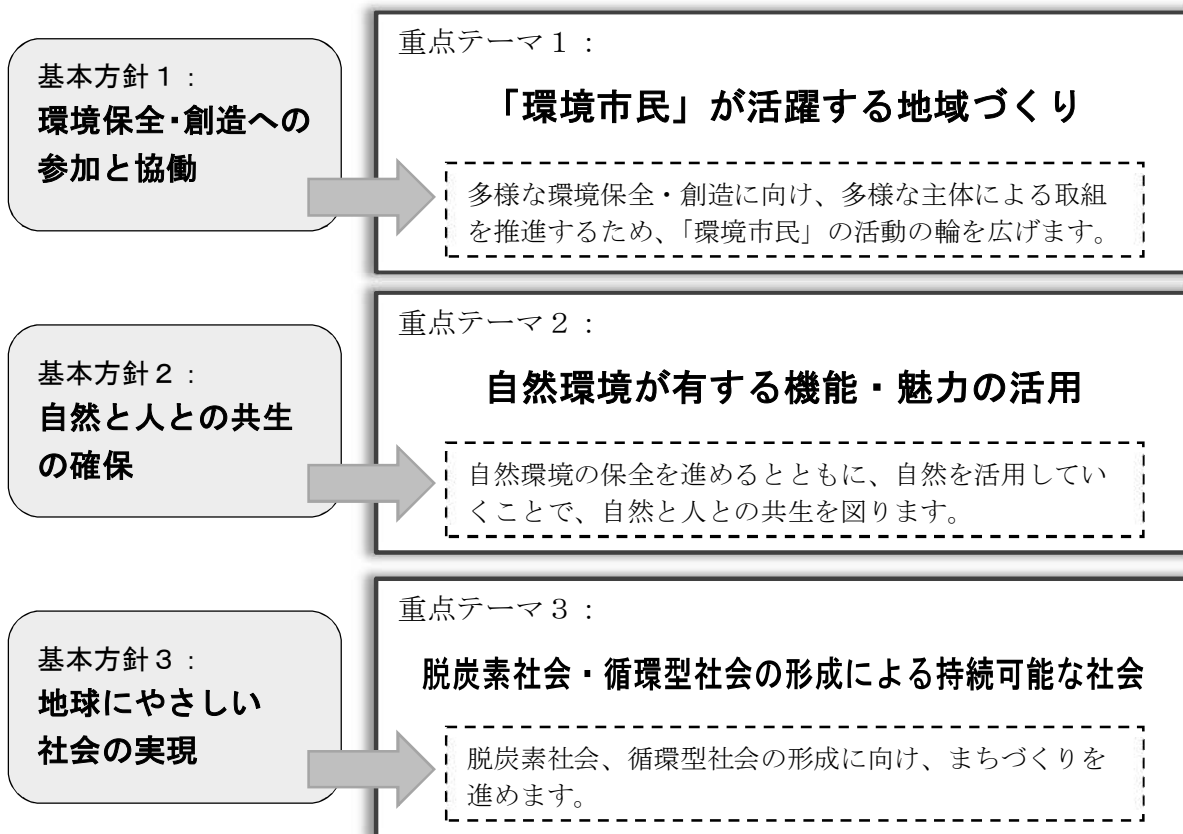 基本方針１：
環境保全・創造への
参加と協働
重点テーマ１：
「環境市民」が活躍する地域づくり
多様な環境保全・創造に向け、多様な主体による取組
を推進するため、「環境市民」の活動の輪を広げます。
基本方針２：
自然と人との共生
の確保
重点テーマ２：
自然環境が有する機能・魅力の活用
自然環境の保全を進めるとともに、自然を活用してい
くことで、自然と人との共生を図ります。
基本方針３：
地球にやさしい
社会の実現
重点テーマ３：
脱炭素社会・循環型社会の形成による持続可能な社会
脱炭素社会、循環型社会の形成に向け、まちづくりを
進めます。